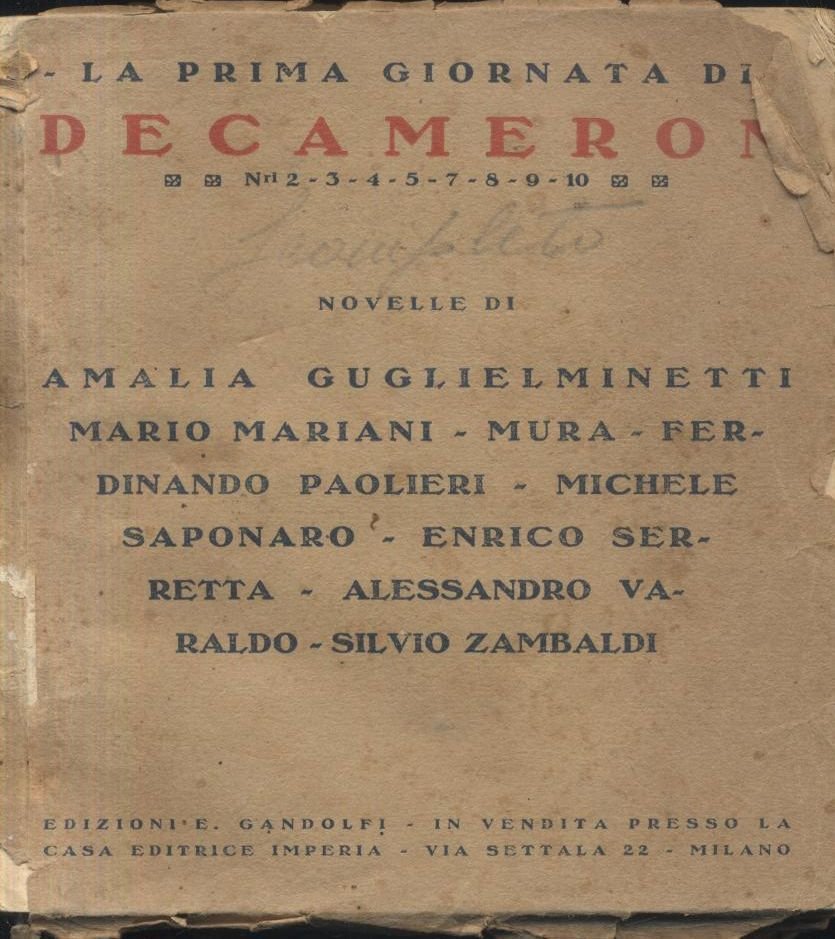 - LA PRIMA GIORNATA DI
DECAMERON
Nri 2 - 3 - 4 - 5 - 7 - 8 - 9 - 10
Incompleto
NOVELLE DI
AMALIA GUGLIELMINETTI
MARIO MARIANI - MURA - FER-
DINANDO PAOLIERI - MICHELE
SAPONARO - ENRICO SER-
RETTA - ALESSANDRO VA-
RALDO - SILVIO ZAMBALDI
EDIZIONI E. GANDOLFI - IN VENDITA PRESSO LA
CASA EDITRICE IMPERIA - VIA SETTALA 22 - MILANO